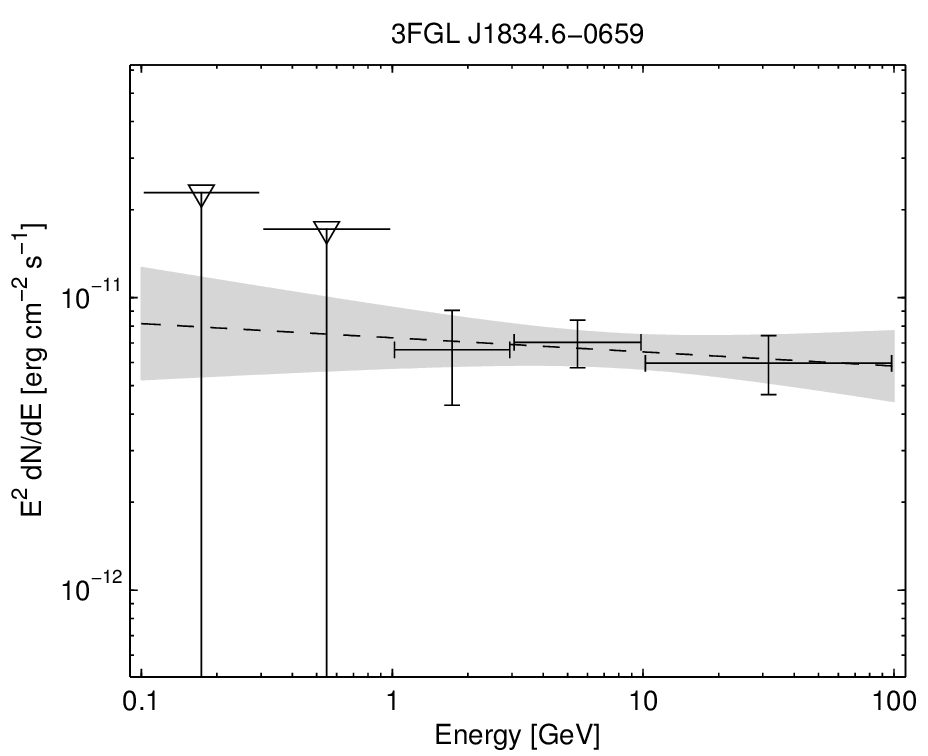 3FGL J1834.6−0659
E² dN/dE [erg cm⁻² s⁻¹]
10⁻¹¹
10⁻¹²
0.1 1 10 100
Energy [GeV]